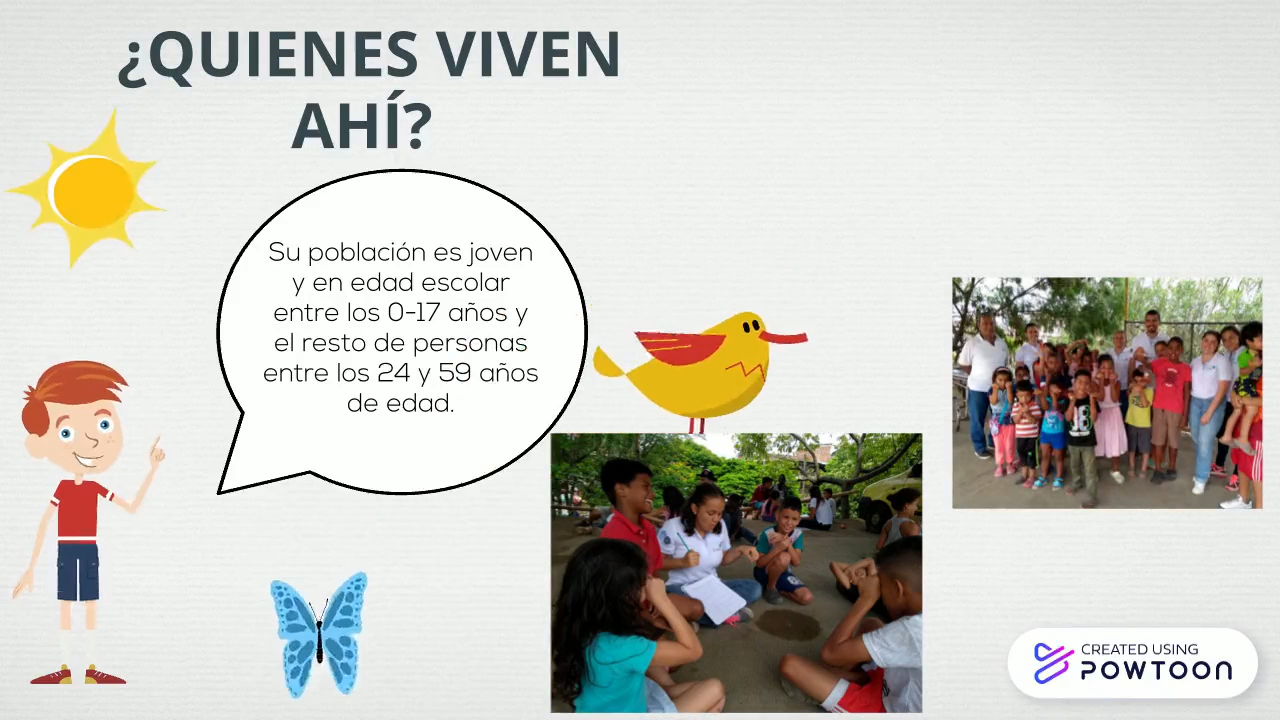 ¿QUIENES VIVEN
AHÍ?
Su población es joven
y en edad escolar
entre los 0-17 años y
el resto de personas
entre los 24 y 59 años
de edad.
CREATED USING
POWTOON